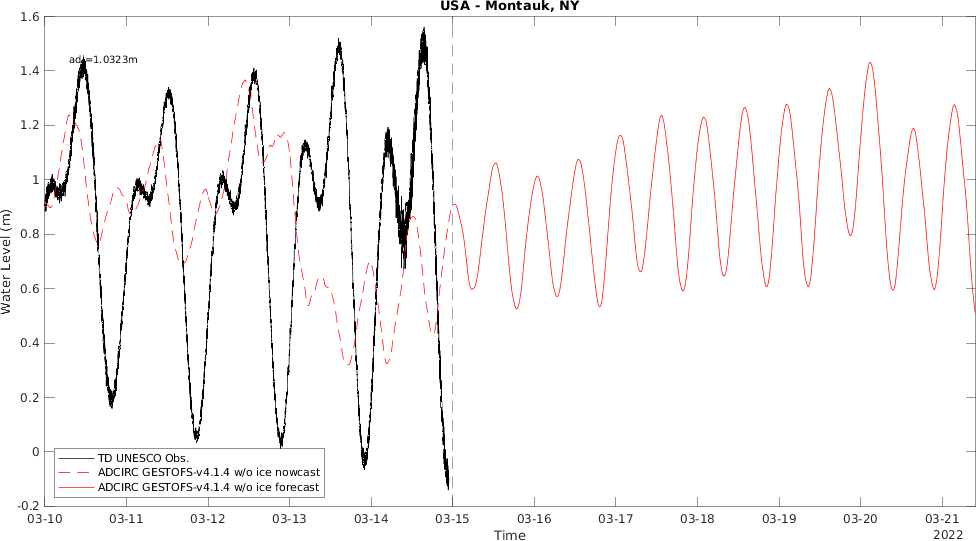 USA - Montauk, NY
1.6
1.4
1.2
1
0.8
0.6
0.4
0.2
0
-0.2
Water Level (m)
adj=1.0323m
TD UNESCO Obs.
ADCIRC GESTOFS-v4.1.4 w/o ice nowcast
ADCIRC GESTOFS-v4.1.4 w/o ice forecast
03-10 03-11 03-12 03-13 03-14 03-15 03-16 03-17 03-18 03-19 03-20 03-21
Time
2022